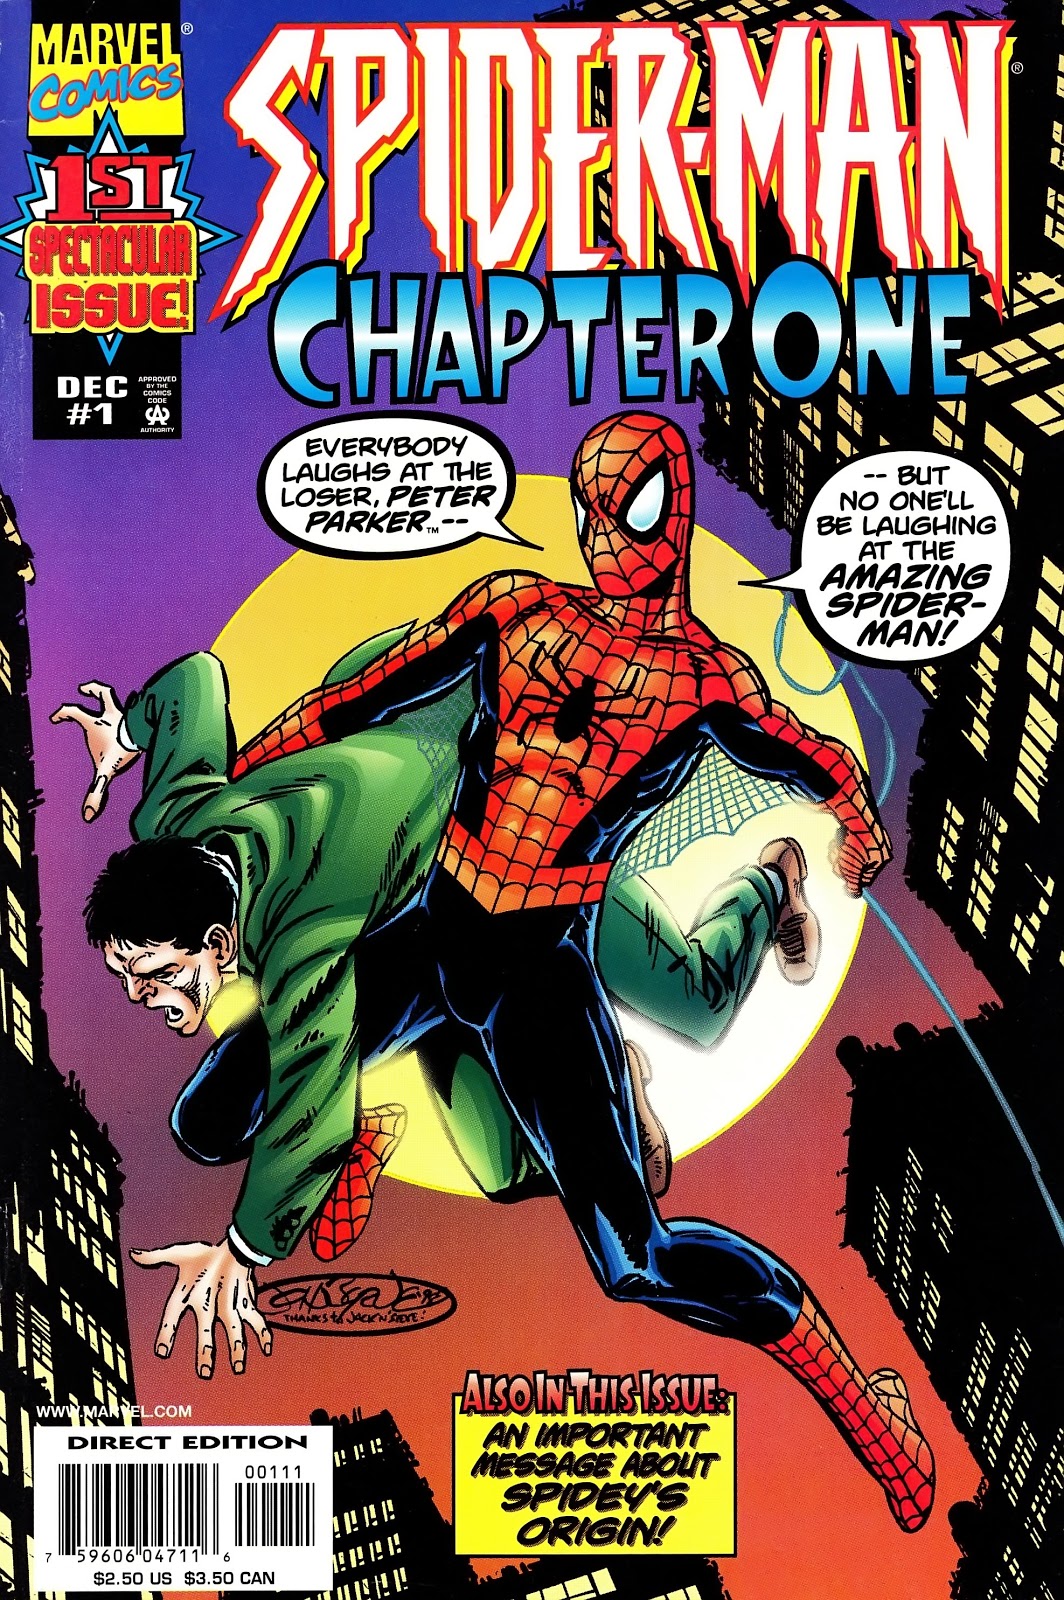 MARVEL®
COMICS
1ST
SPECTACULAR
ISSUE!
DEC
#1
APPROVED
BY THE
COMICS
CODE
CA
AUTHORITY
SPIDER-MAN®
CHAPTER ONE
EVERYBODY
LAUGHS AT THE
LOSER, PETER
PARKER™ --
-- BUT
NO ONE'LL
BE LAUGHING
AT THE
AMAZING
SPIDER-
MAN!
THANKS to JACK 'N' STEVE!
ALSO IN THIS ISSUE:
AN IMPORTANT
MESSAGE ABOUT
SPIDEY'S
ORIGIN!
WWW.MARVEL.COM
DIRECT EDITION
00111
7 59606 04711 6
$2.50 US $3.50 CAN